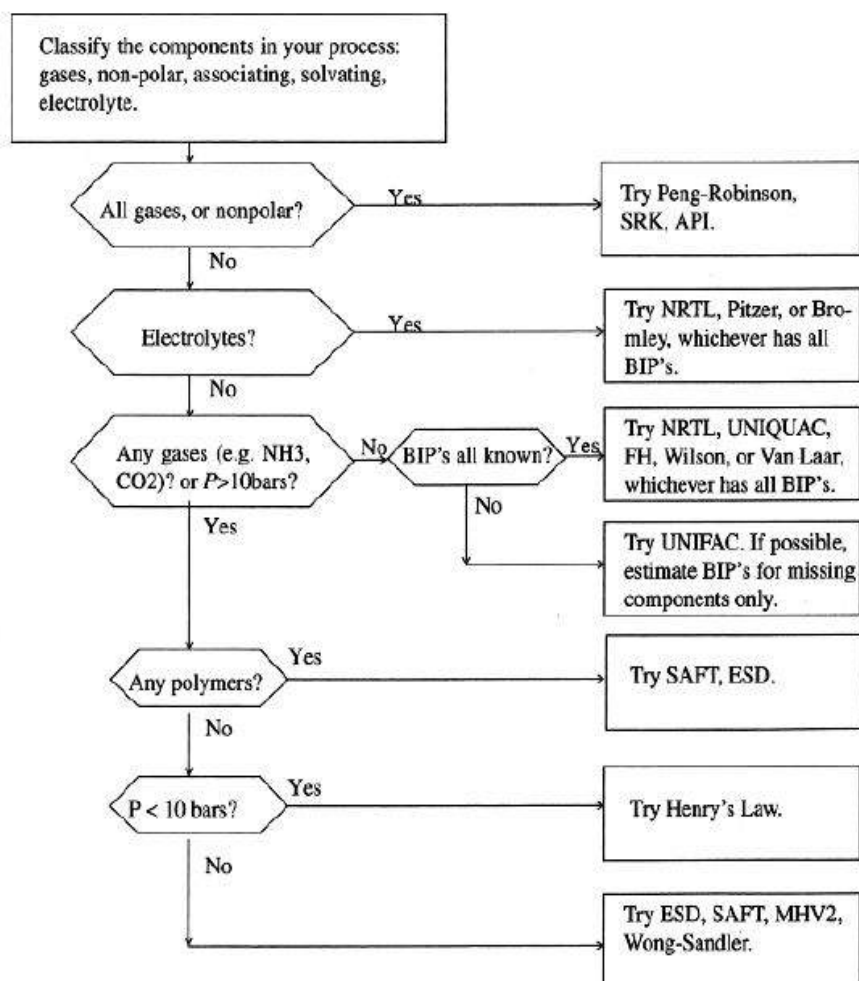 Classify the components in your process:
gases, non-polar, associating, solvating,
electrolyte.
All gases, or nonpolar?
Yes
Try Peng-Robinson,
SRK, API.
No
Electrolytes?
Yes
Try NRTL, Pitzer, or Bro-
mley, whichever has all
BIP's.
No
Any gases (e.g. NH3,
CO2)? or P>10bars?
No
BIP's all known?
Yes
Try NRTL, UNIQUAC,
FH, Wilson, or Van Laar,
whichever has all BIP's.
Yes
No
Try UNIFAC. If possible,
estimate BIP's for missing
components only.
Any polymers?
Yes
Try SAFT, ESD.
No
P < 10 bars?
Yes
Try Henry's Law.
No
Try ESD, SAFT, MHV2,
Wong-Sandler.